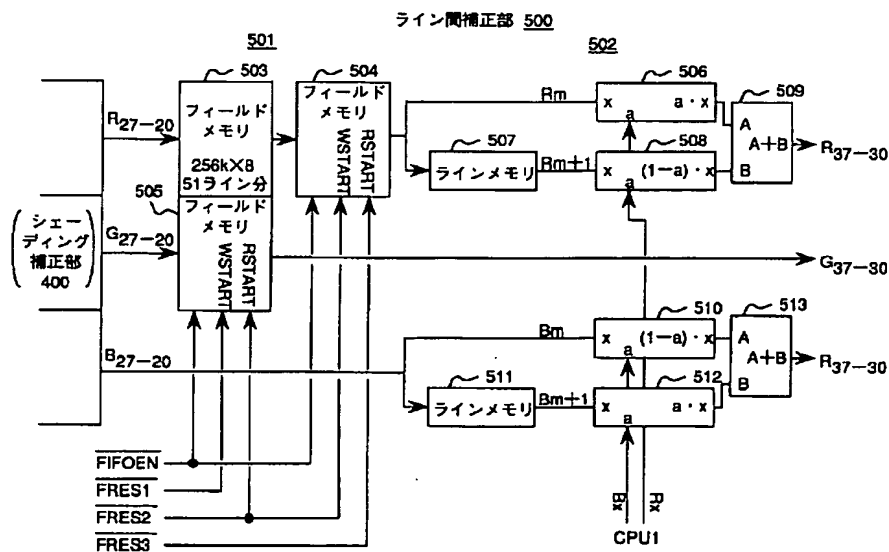 ライン間補正部 500
501
502
503
フィールド
メモリ
256k×8
51ライン分
504
フィールド
メモリ
WSTART
RSTART
505
フィールド
メモリ
WSTART
RSTART
R27−20
G27−20
B27−20
シェー
ディング
補正部
400
Rm
506
x
a
a・x
507
ラインメモリ
Rm+1
508
x
a
(1−a)・x
509
A
B
A+B
R37−30
G37−30
Bm
510
x
a
(1−a)・x
511
ラインメモリ
Bm+1
512
x
a
a・x
513
A
B
A+B
R37−30
FIFOEN
FRES1
FRES2
FRES3
Bx
Rx
CPU1